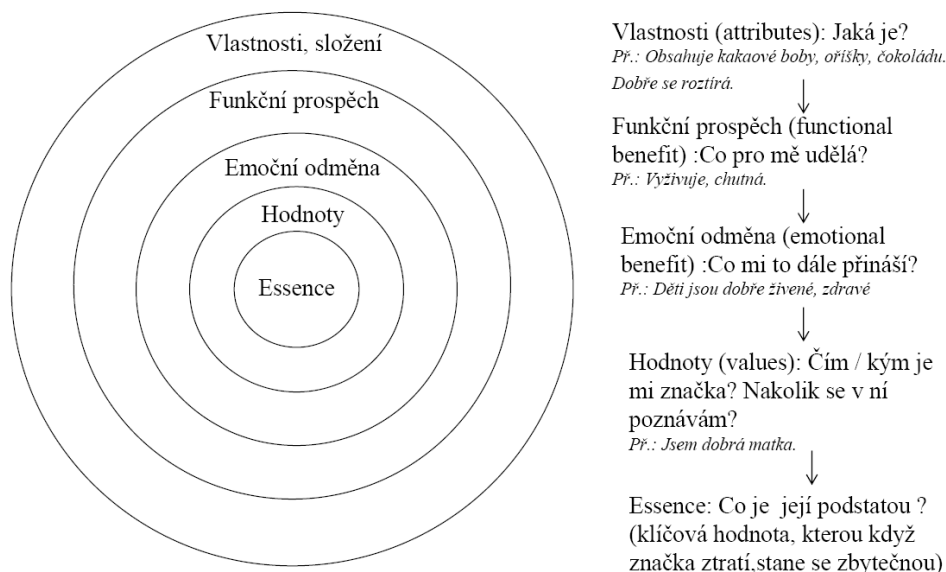 Vlastnosti, složení
Funkční prospěch
Emoční odměna
Hodnoty
Essence
Vlastnosti (attributes): Jaká je?
Př.: Obsahuje kakaové boby, oříšky, čokoládu.
Dobře se roztírá.
Funkční prospěch (functional
benefit) :Co pro mě udělá?
Př.: Vyživuje, chutná.
Emoční odměna (emotional
benefit) :Co mi to dále přináší?
Př.: Děti jsou dobře živené, zdravé
Hodnoty (values): Čím / kým je
mi značka? Nakolik se v ní
poznávám?
Př.: Jsem dobrá matka.
Essence: Co je její podstatou ?
(klíčová hodnota, kterou když
značka ztratí,stane se zbytečnou)